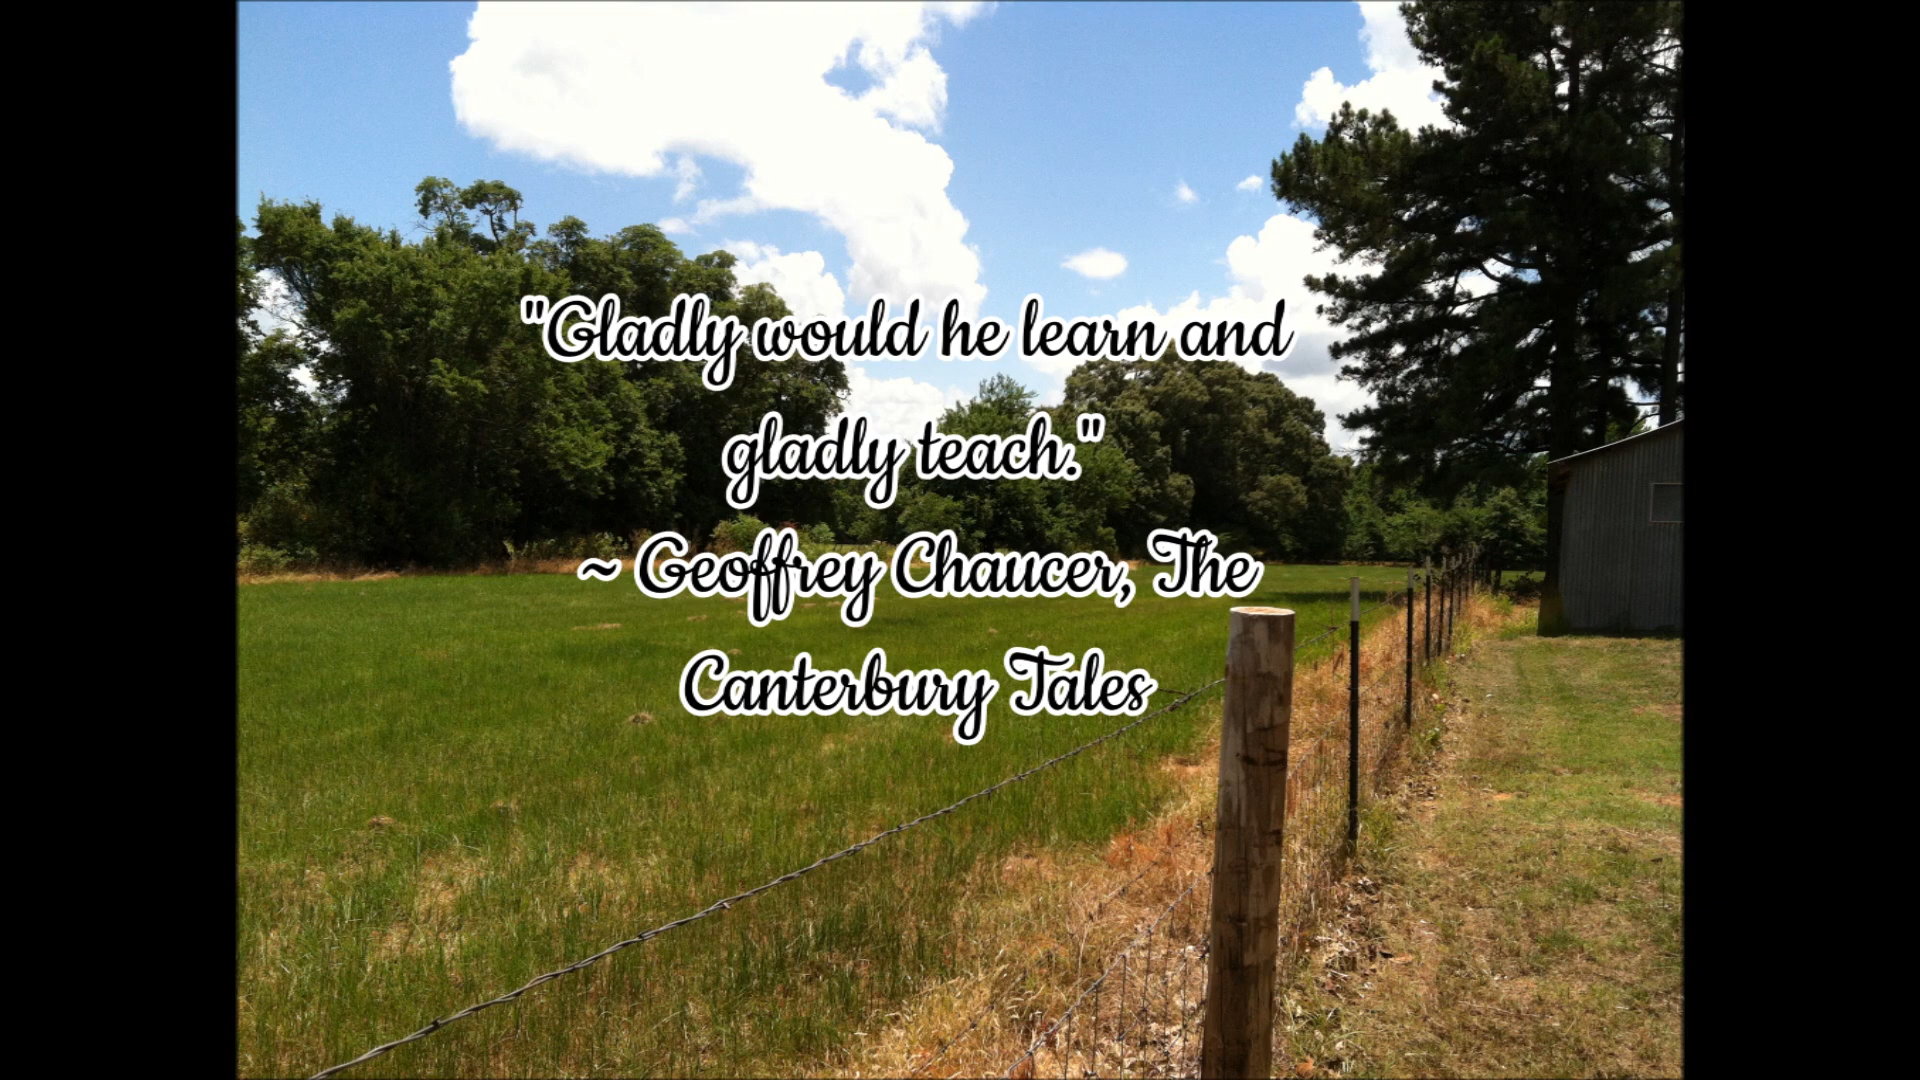 "Gladly would he learn and
gladly teach."
~ Geoffrey Chaucer, The
Canterbury Tales